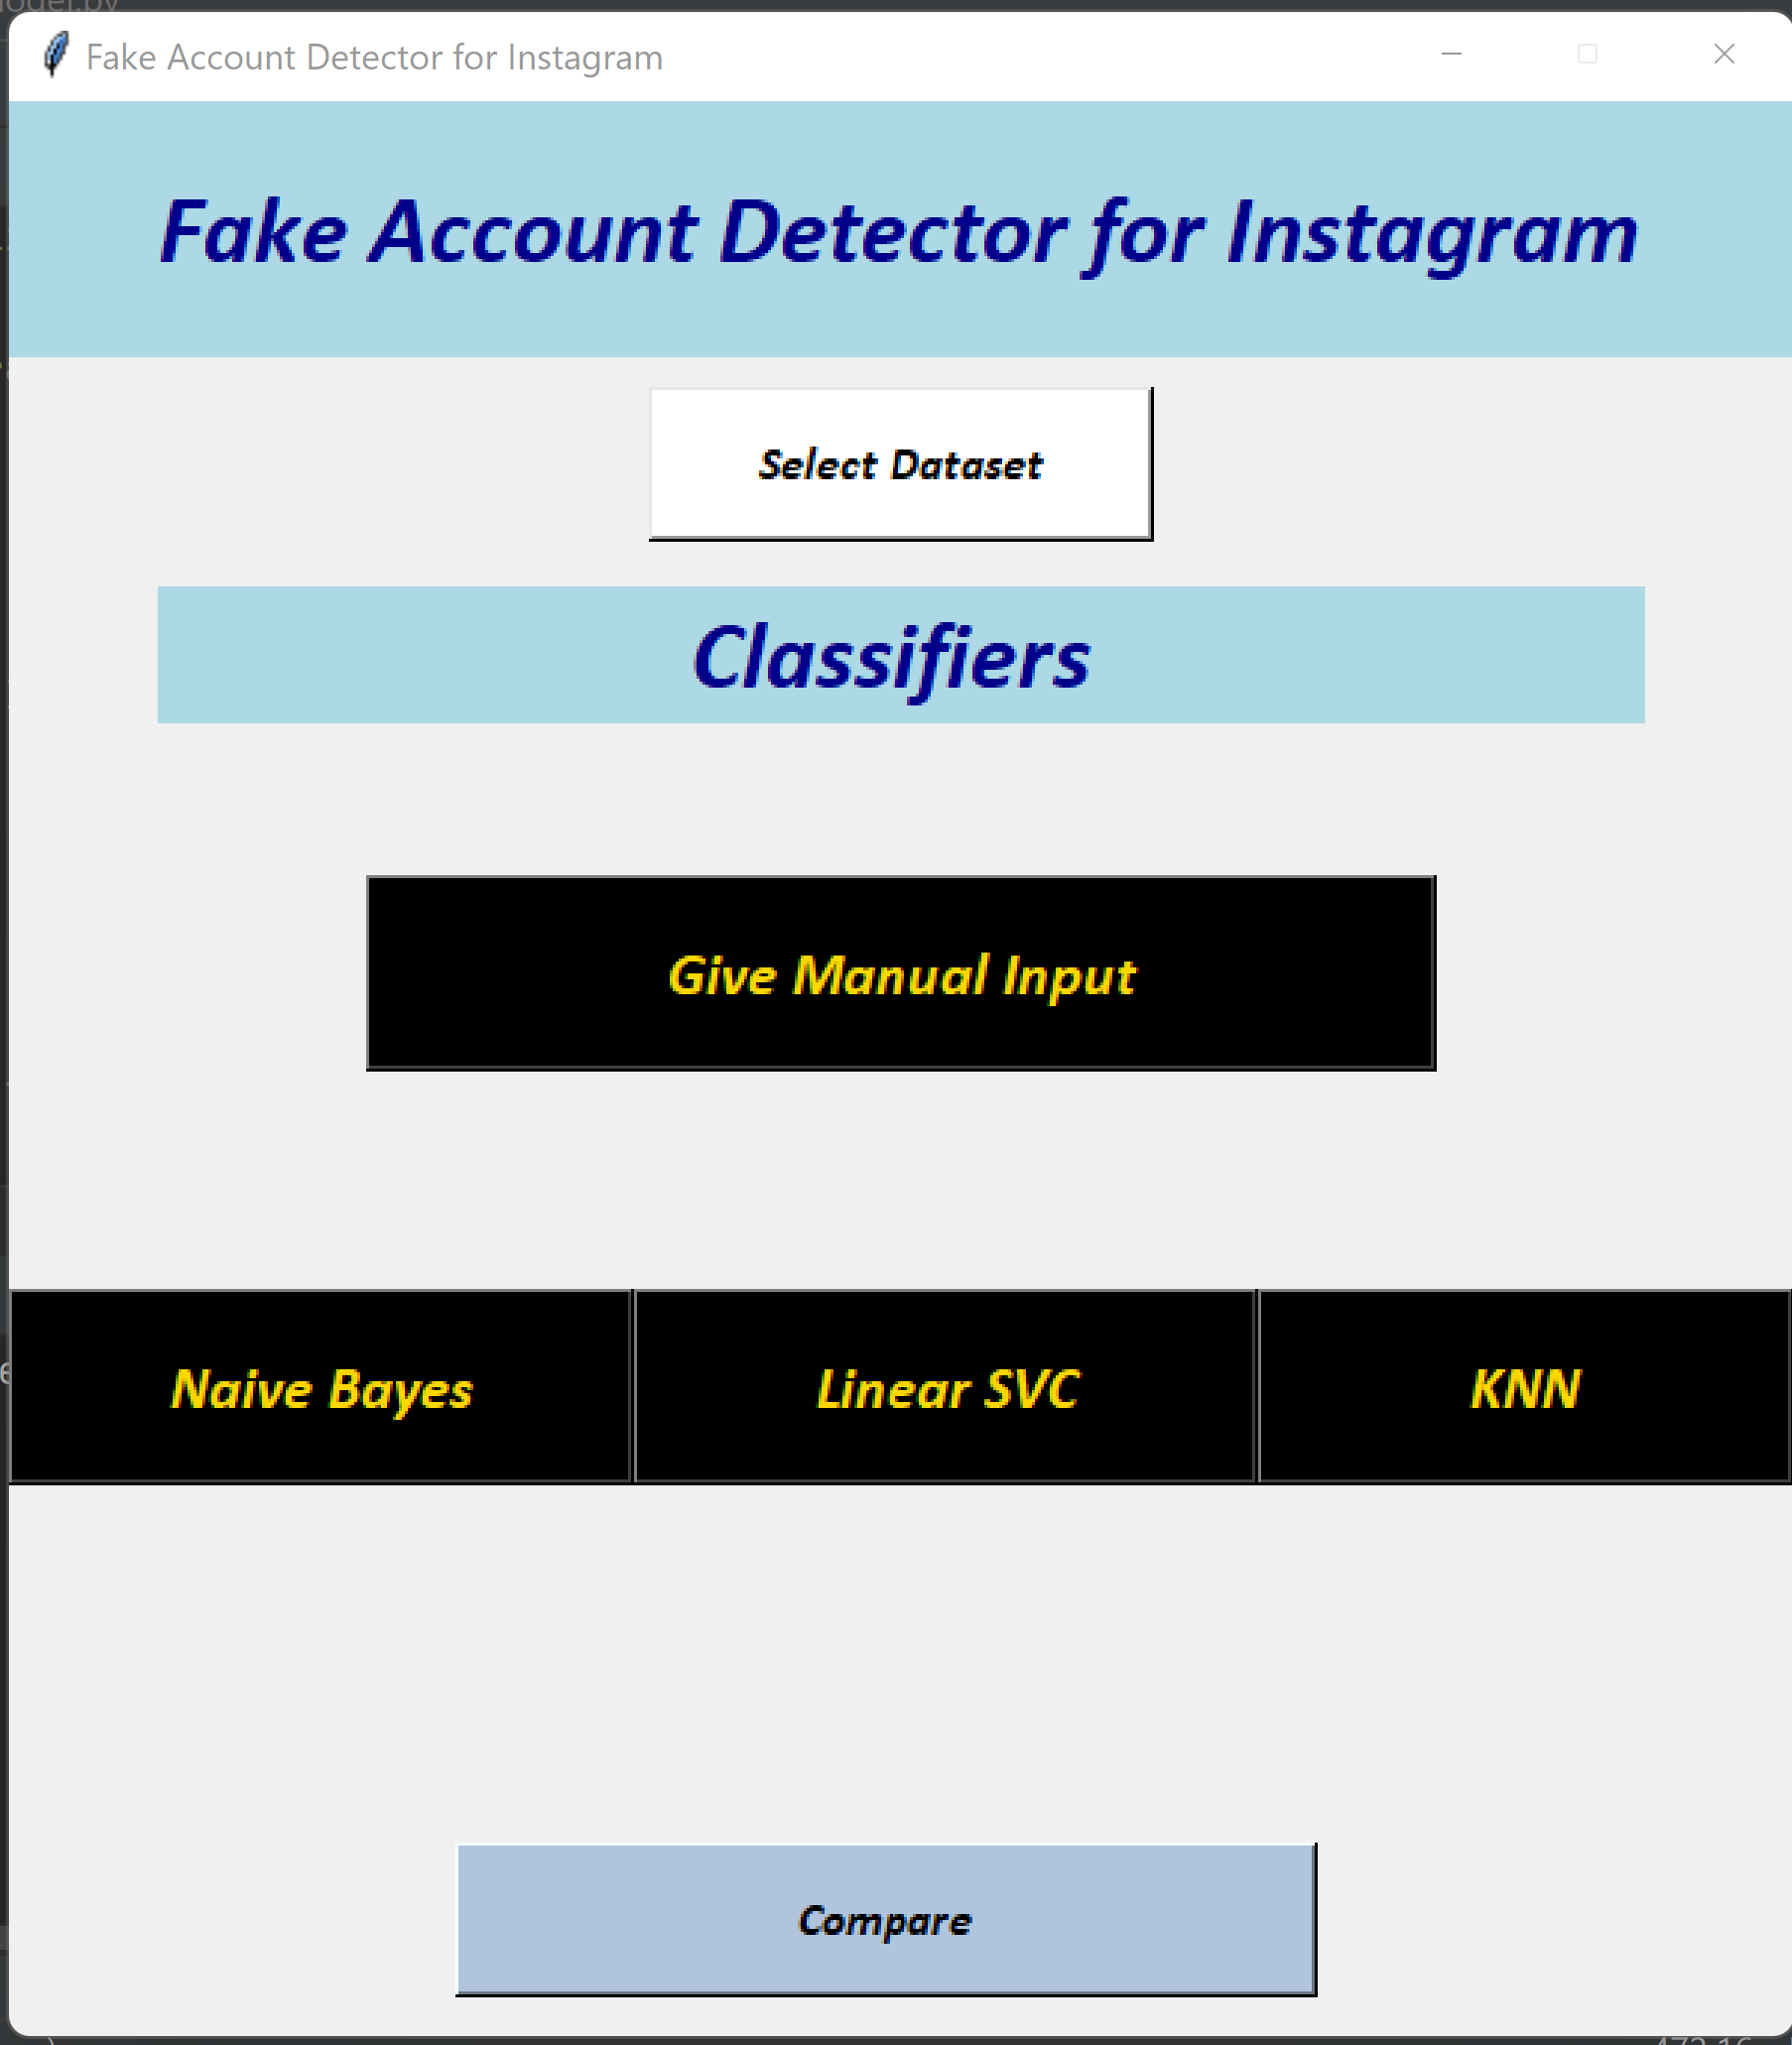 Fake Account Detector for Instagram
Fake Account Detector for Instagram
Select Dataset
Classifiers
Give Manual Input
Naive Bayes
Linear SVC
KNN
Compare